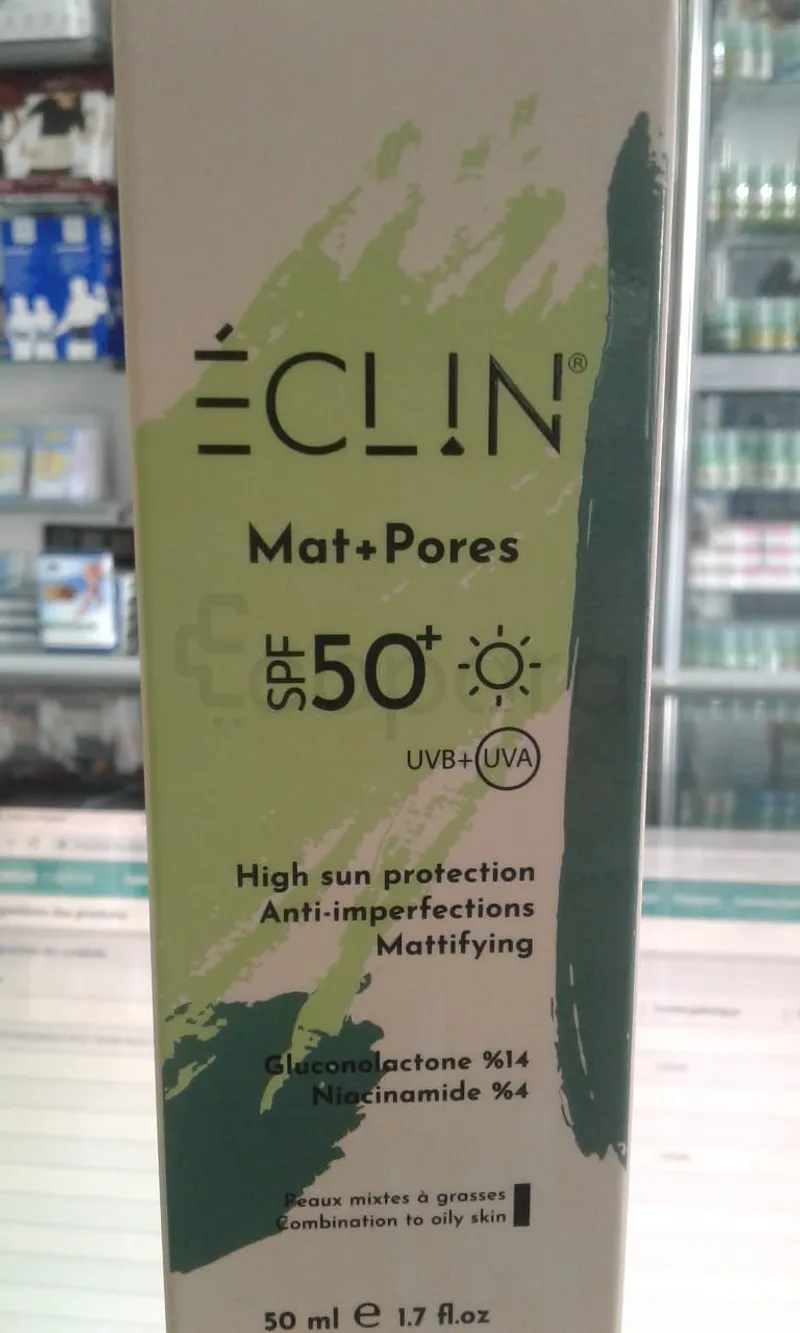 ÉCLIN®
Mat+Pores
SPF 50+
UVB+ UVA
High sun protection
Anti-imperfections
Mattifying
Gluconolactone %14
Niacinamide %4
Peaux mixtes à grasses
Combination to oily skin
50 ml e 1.7 fl.oz